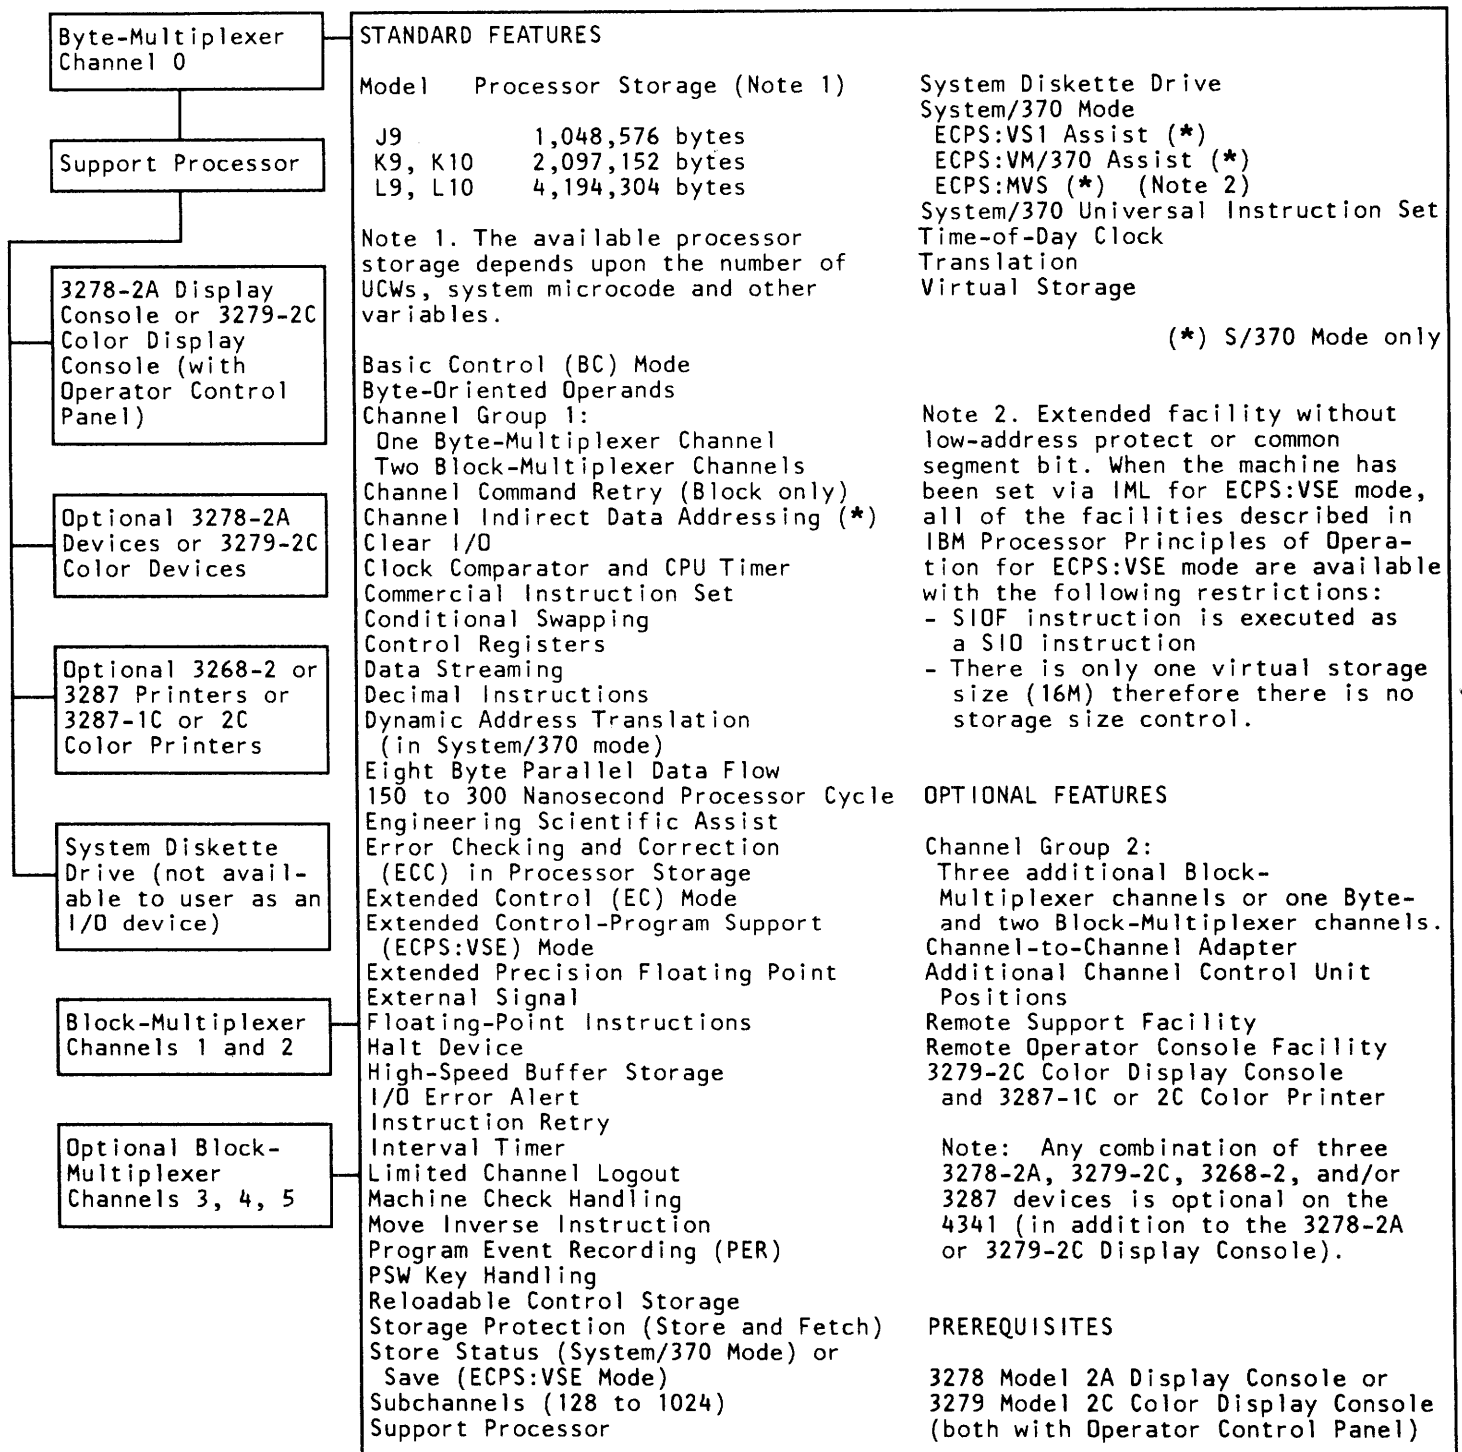 Byte-Multiplexer
Channel 0
Support Processor
3278-2A Display
Console or 3279-2C
Color Display
Console (with
Operator Control
Panel)
Optional 3278-2A
Devices or 3279-2C
Color Devices
Optional 3268-2 or
3287 Printers or
3287-1C or 2C
Color Printers
System Diskette
Drive (not avail-
able to user as an
I/O device)
Block-Multiplexer
Channels 1 and 2
Optional Block-
Multiplexer
Channels 3, 4, 5
STANDARD FEATURES
Model Processor Storage (Note 1)
J9 1,048,576 bytes
K9, K10 2,097,152 bytes
L9, L10 4,194,304 bytes
Note 1. The available processor
storage depends upon the number of
UCWs, system microcode and other
variables.
Basic Control (BC) Mode
Byte-Oriented Operands
Channel Group 1:
One Byte-Multiplexer Channel
Two Block-Multiplexer Channels
Channel Command Retry (Block only)
Channel Indirect Data Addressing (*)
Clear I/O
Clock Comparator and CPU Timer
Commercial Instruction Set
Conditional Swapping
Control Registers
Data Streaming
Decimal Instructions
Dynamic Address Translation
(in System/370 mode)
Eight Byte Parallel Data Flow
150 to 300 Nanosecond Processor Cycle
Engineering Scientific Assist
Error Checking and Correction
(ECC) in Processor Storage
Extended Control (EC) Mode
Extended Control-Program Support
(ECPS:VSE) Mode
Extended Precision Floating Point
External Signal
Floating-Point Instructions
Halt Device
High-Speed Buffer Storage
I/O Error Alert
Instruction Retry
Interval Timer
Limited Channel Logout
Machine Check Handling
Move Inverse Instruction
Program Event Recording (PER)
PSW Key Handling
Reloadable Control Storage
Storage Protection (Store and Fetch)
Store Status (System/370 Mode) or
Save (ECPS:VSE Mode)
Subchannels (128 to 1024)
Support Processor
System Diskette Drive
System/370 Mode
ECPS:VS1 Assist (*)
ECPS:VM/370 Assist (*)
ECPS:MVS (*) (Note 2)
System/370 Universal Instruction Set
Time-of-Day Clock
Translation
Virtual Storage
(*) S/370 Mode only
Note 2. Extended facility without
low-address protect or common
segment bit. When the machine has
been set via IML for ECPS:VSE mode,
all of the facilities described in
IBM Processor Principles of Opera-
tion for ECPS:VSE mode are available
with the following restrictions:
- SIOF instruction is executed as
a SIO instruction
- There is only one virtual storage
size (16M) therefore there is no
storage size control.
OPTIONAL FEATURES
Channel Group 2:
Three additional Block-
Multiplexer channels or one Byte-
and two Block-Multiplexer channels.
Channel-to-Channel Adapter
Additional Channel Control Unit
Positions
Remote Support Facility
Remote Operator Console Facility
3279-2C Color Display Console
and 3287-1C or 2C Color Printer
Note: Any combination of three
3278-2A, 3279-2C, 3268-2, and/or
3287 devices is optional on the
4341 (in addition to the 3278-2A
or 3279-2C Display Console).
PREREQUISITES
3278 Model 2A Display Console or
3279 Model 2C Color Display Console
(both with Operator Control Panel)